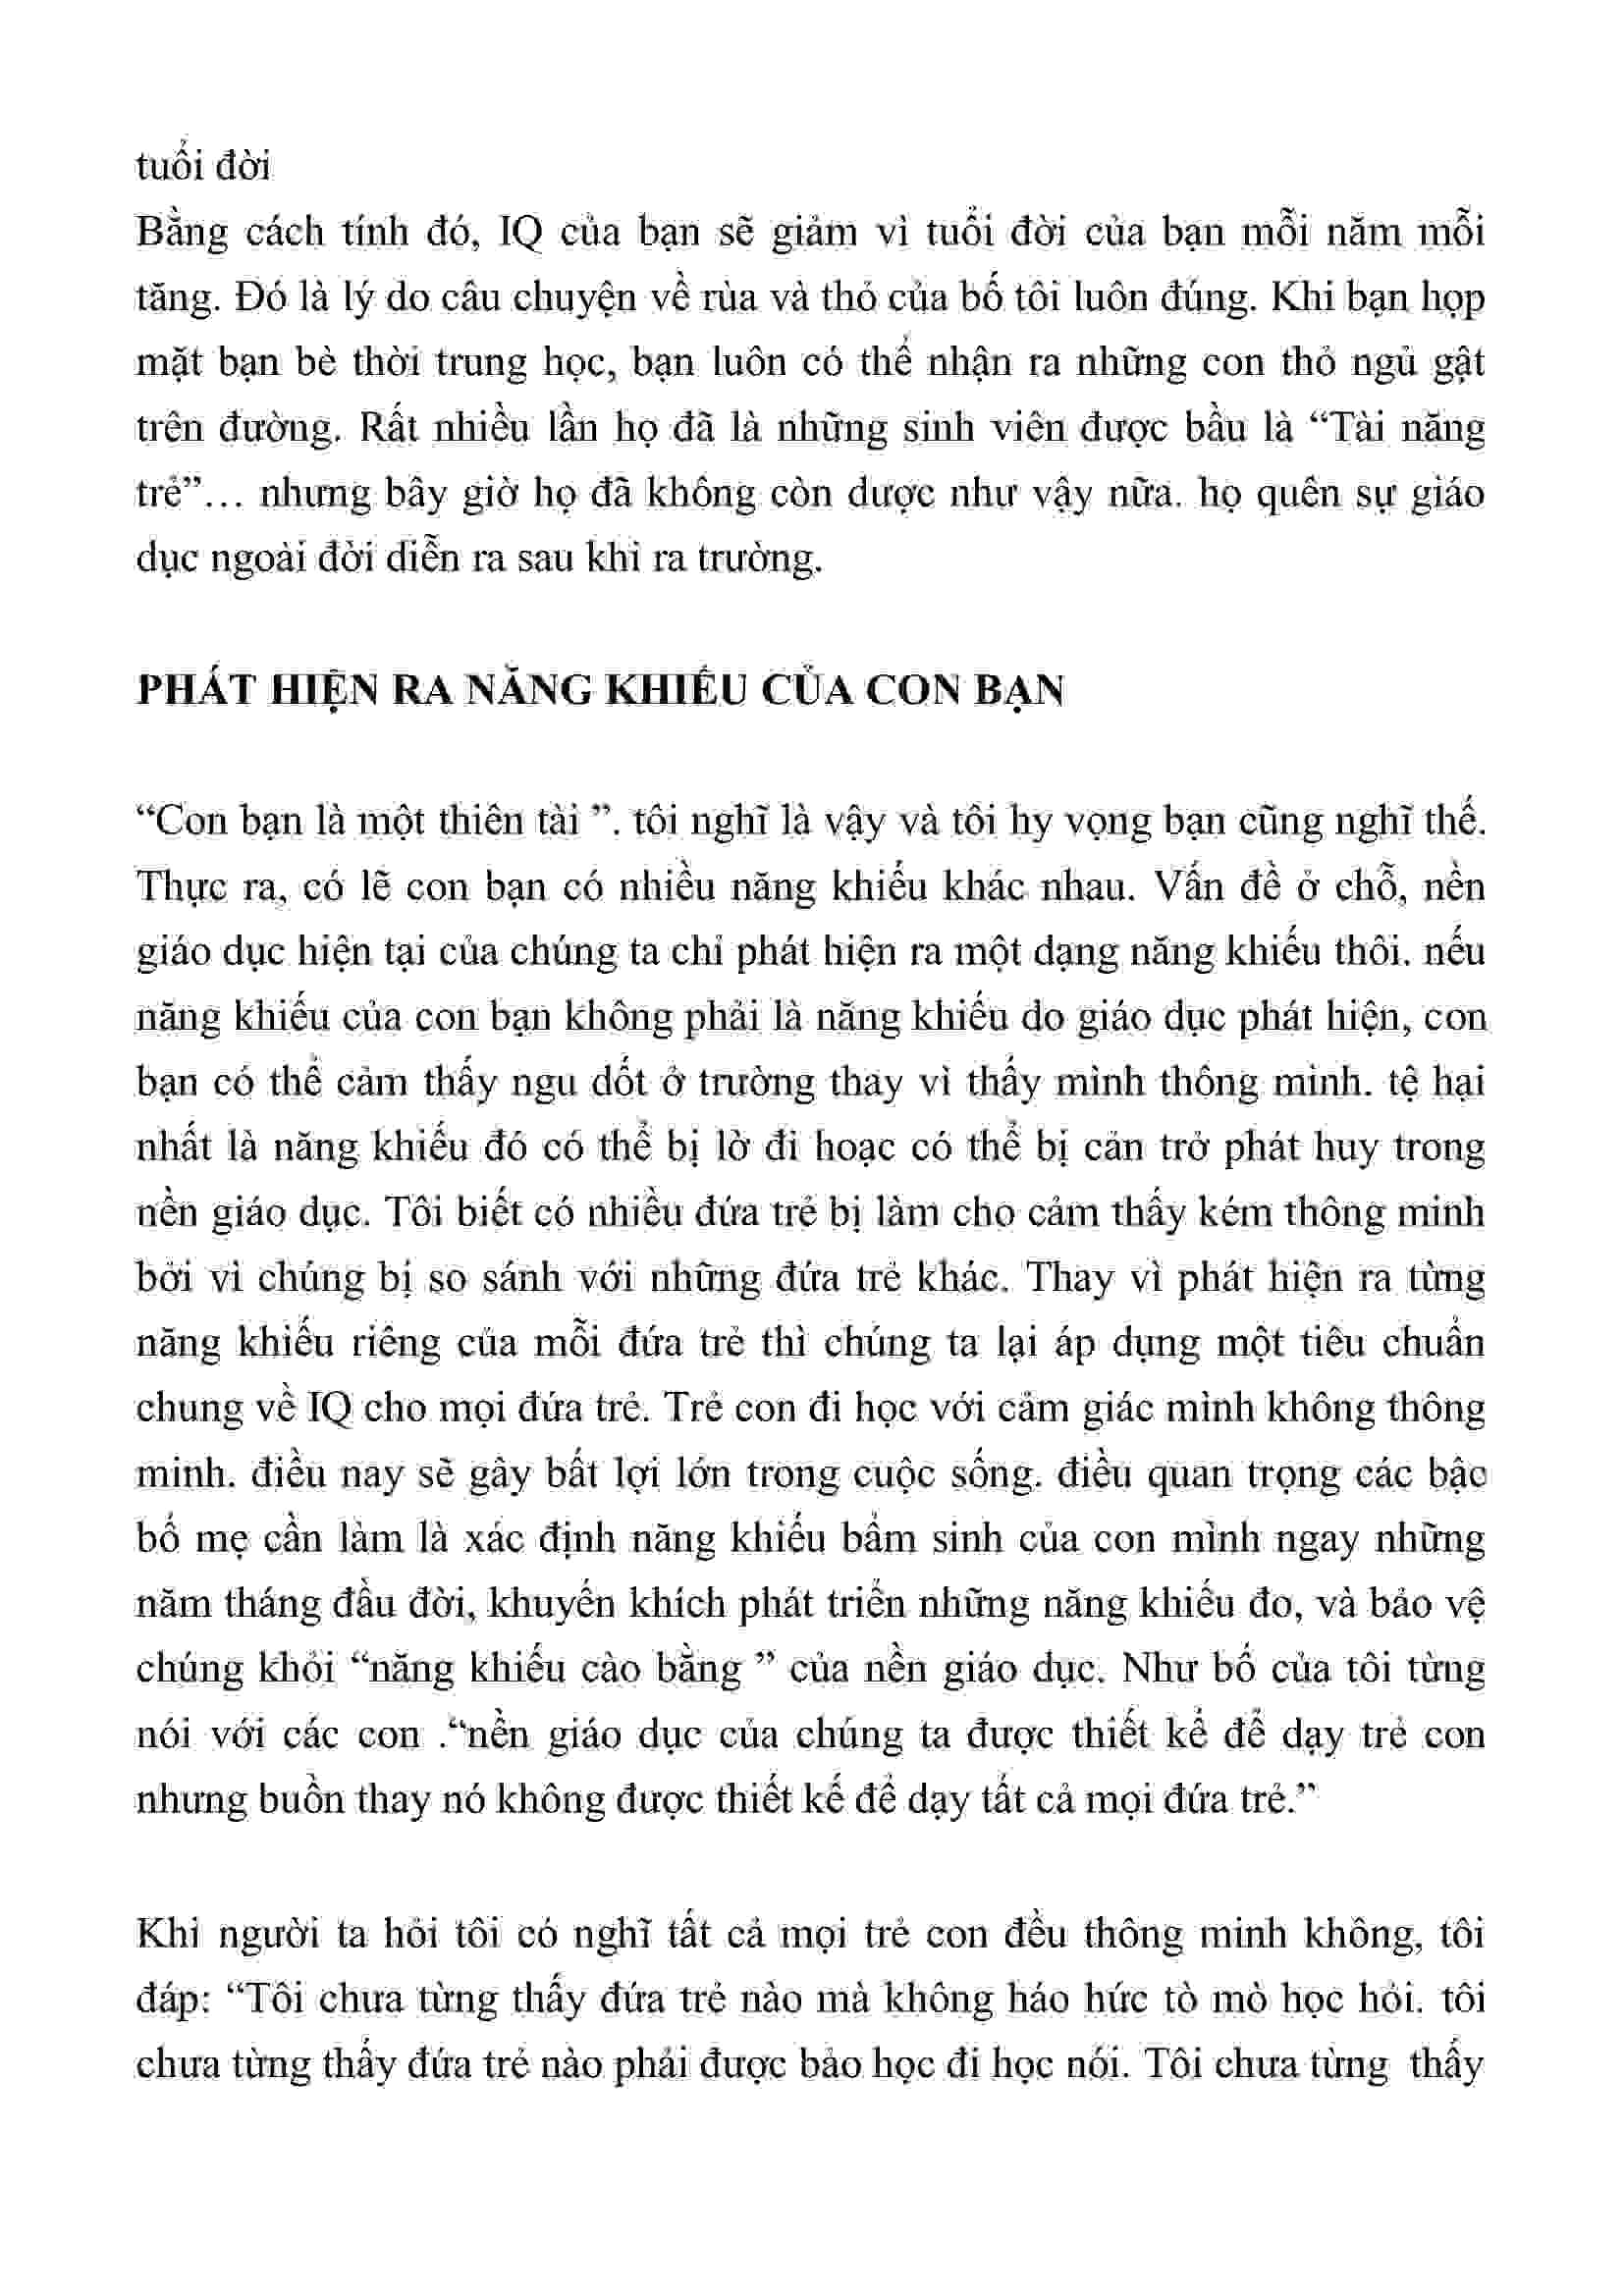 tuổi đời
Bằng cách tính đó, IQ của bạn sẽ giảm vì tuổi đời của bạn mỗi năm mỗi
tăng. Đó là lý do câu chuyện về rùa và thỏ của bố tôi luôn đúng. Khi bạn họp
mặt bạn bè thời trung học, bạn luôn có thể nhận ra những con thỏ ngủ gật
trên đường. Rất nhiều lần họ đã là những sinh viên được bầu là “Tài năng
trẻ”… nhưng bây giờ họ đã không còn dược như vậy nữa. họ quên sự giáo
dục ngoài đời diễn ra sau khi ra trường.
PHÁT HIỆN RA NĂNG KHIẾU CỦA CON BẠN
“Con bạn là một thiên tài ”. tôi nghĩ là vậy và tôi hy vọng bạn cũng nghĩ thế.
Thực ra, có lẽ con bạn có nhiều năng khiếu khác nhau. Vấn đề ở chỗ, nền
giáo dục hiện tại của chúng ta chỉ phát hiện ra một dạng năng khiếu thôi. nếu
năng khiếu của con bạn không phải là năng khiếu do giáo dục phát hiện, con
bạn có thể cảm thấy ngu dốt ở trường thay vì thấy mình thông minh. tệ hại
nhất là năng khiếu đó có thể bị lờ đi hoạc có thể bị cản trở phát huy trong
nền giáo dục. Tôi biết có nhiều đứa trẻ bị làm cho cảm thấy kém thông minh
bởi vì chúng bị so sánh với những đứa trẻ khác. Thay vì phát hiện ra từng
năng khiếu riêng của mỗi đứa trẻ thì chúng ta lại áp dụng một tiêu chuẩn
chung về IQ cho mọi đứa trẻ. Trẻ con đi học với cảm giác mình không thông
minh. điều nay sẽ gây bất lợi lớn trong cuộc sống. điều quan trọng các bậc
bố mẹ cần làm là xác định năng khiếu bẩm sinh của con mình ngay những
năm tháng đầu đời, khuyến khích phát triển những năng khiếu đo, và bảo vệ
chúng khỏi “năng khiếu cào bằng ” của nền giáo dục. Như bố của tôi từng
nói với các con .“nền giáo dục của chúng ta được thiết kể để dạy trẻ con
nhưng buồn thay nó không được thiết kế để dạy tất cả mọi đứa trẻ.”
Khi người ta hỏi tôi có nghĩ tất cả mọi trẻ con đều thông minh không, tôi
đáp: “Tôi chưa từng thấy đứa trẻ nào mà không háo hức tò mò học hỏi. tôi
chưa từng thấy đứa trẻ nào phải được bảo học đi học nói. Tôi chưa từng thấy